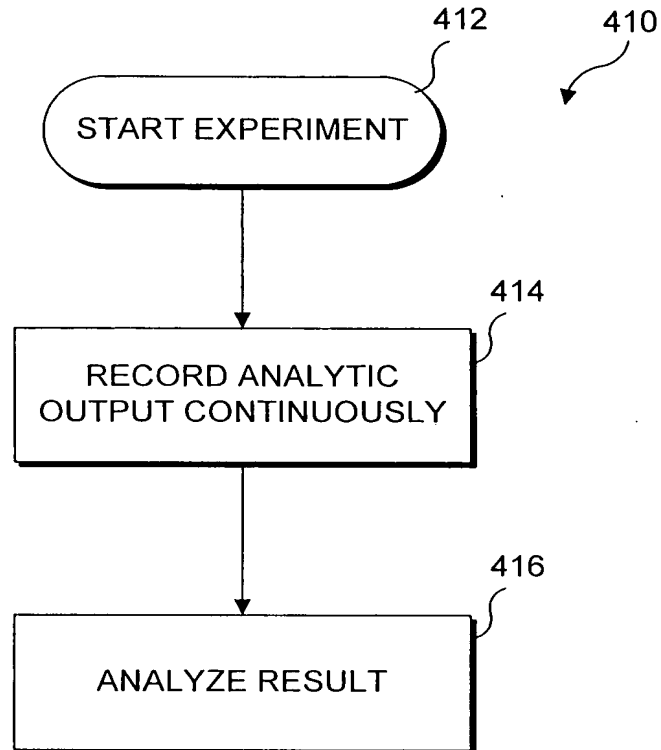 412
410
START EXPERIMENT
414
RECORD ANALYTIC
OUTPUT CONTINUOUSLY
416
ANALYZE RESULT